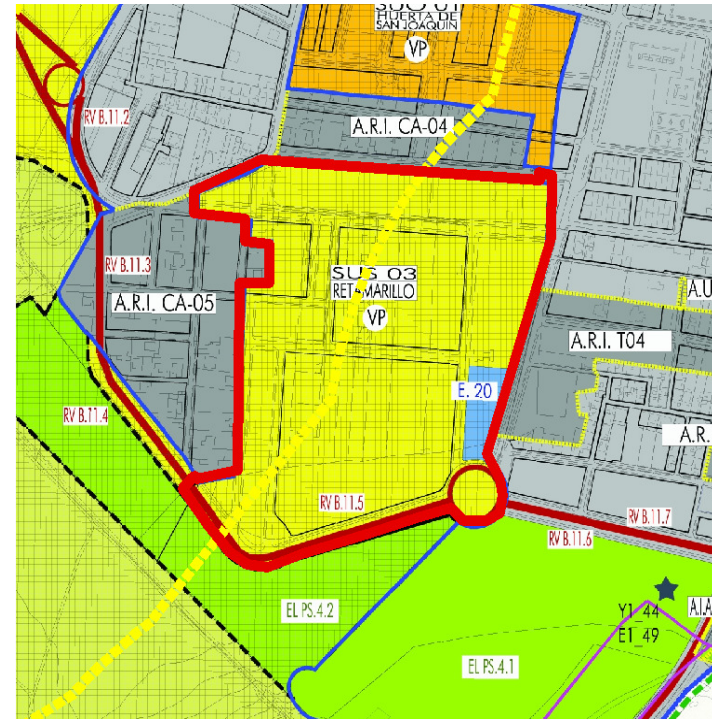 SUO 01
HUERTA DE
SAN JOAQUIN
VP
RV B.11.2
A.R.I. CA-04
RV B.11.3
SUS 03
RETAMARILLO
VP
A.R.I. CA-05
A.U
A.R.I. T04
E. 20
RV B.11.4
A.R.
RV B.11.5
RV B.11.7
RV B.11.6
EL PS.4.2
Y1_44
E1_49
A.I.A
EL PS.4.1